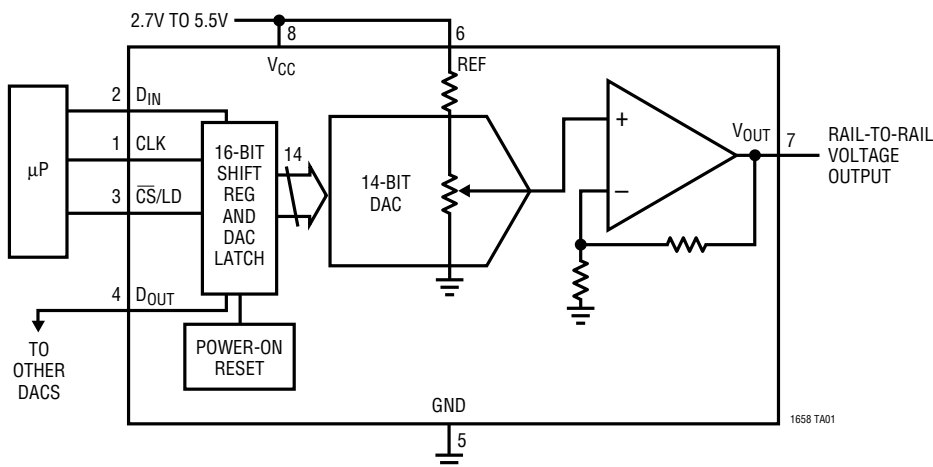 2.7V TO 5.5V
8
6
VCC
REF
2
DIN
1
CLK
3
CS/LD
µP
16-BIT
SHIFT
REG
AND
DAC
LATCH
14
14-BIT
DAC
+
−
VOUT
7
RAIL-TO-RAIL
VOLTAGE
OUTPUT
4
DOUT
TO
OTHER
DACS
POWER-ON
RESET
GND
5
1658 TA01